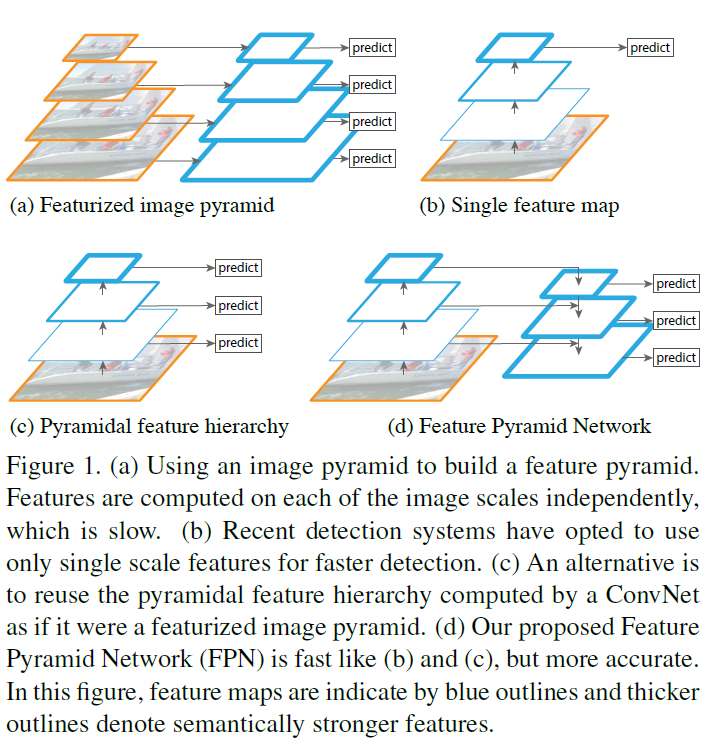 predict
predict
predict
predict
predict
(a) Featurized image pyramid
(b) Single feature map
predict
predict
predict
predict
predict
predict
(c) Pyramidal feature hierarchy
(d) Feature Pyramid Network
Figure 1. (a) Using an image pyramid to build a feature pyramid.
Features are computed on each of the image scales independently,
which is slow. (b) Recent detection systems have opted to use
only single scale features for faster detection. (c) An alternative is
to reuse the pyramidal feature hierarchy computed by a ConvNet
as if it were a featurized image pyramid. (d) Our proposed Feature
Pyramid Network (FPN) is fast like (b) and (c), but more accurate.
In this figure, feature maps are indicate by blue outlines and thicker
outlines denote semantically stronger features.